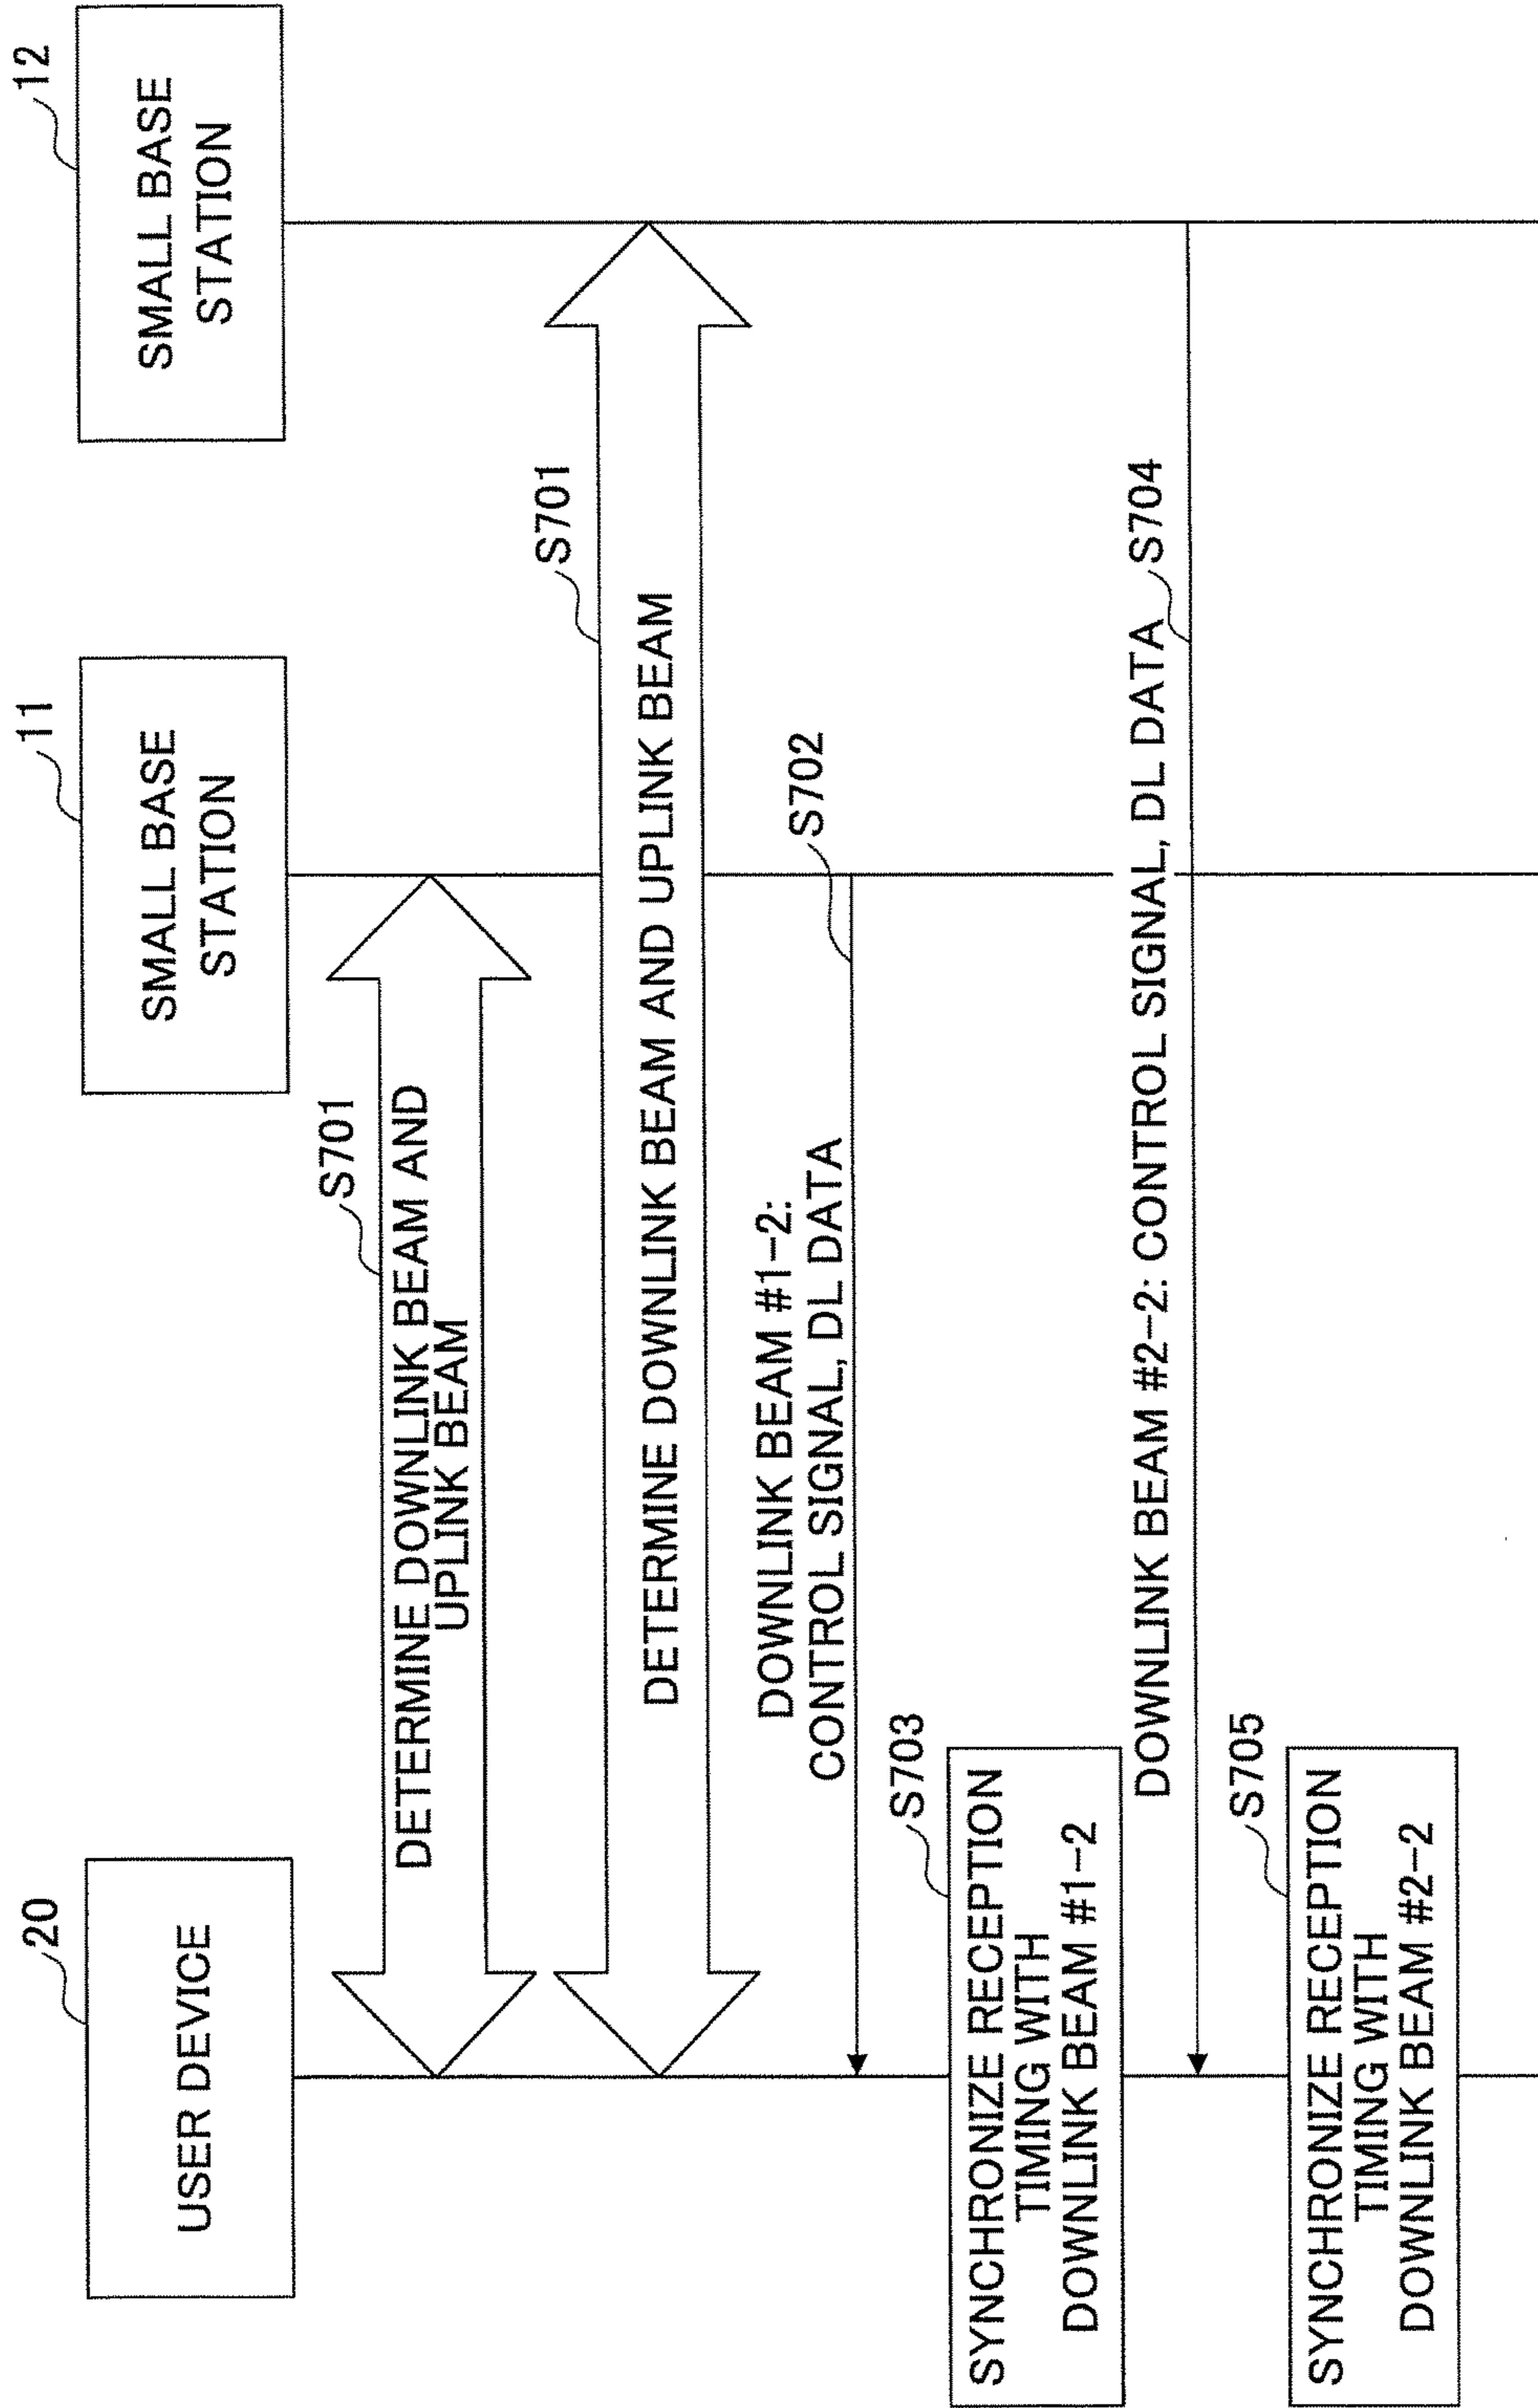 20
USER DEVICE
11
SMALL BASE
STATION
12
SMALL BASE
STATION
S701
DETERMINE DOWNLINK BEAM AND
UPLINK BEAM
S701
DETERMINE DOWNLINK BEAM AND UPLINK BEAM
S702
DOWNLINK BEAM #1-2:
CONTROL SIGNAL, DL DATA
S703
SYNCHRONIZE RECEPTION
TIMING WITH
DOWNLINK BEAM #1-2
DOWNLINK BEAM #2-2: CONTROL SIGNAL, DL DATA
S704
S705
SYNCHRONIZE RECEPTION
TIMING WITH
DOWNLINK BEAM #2-2